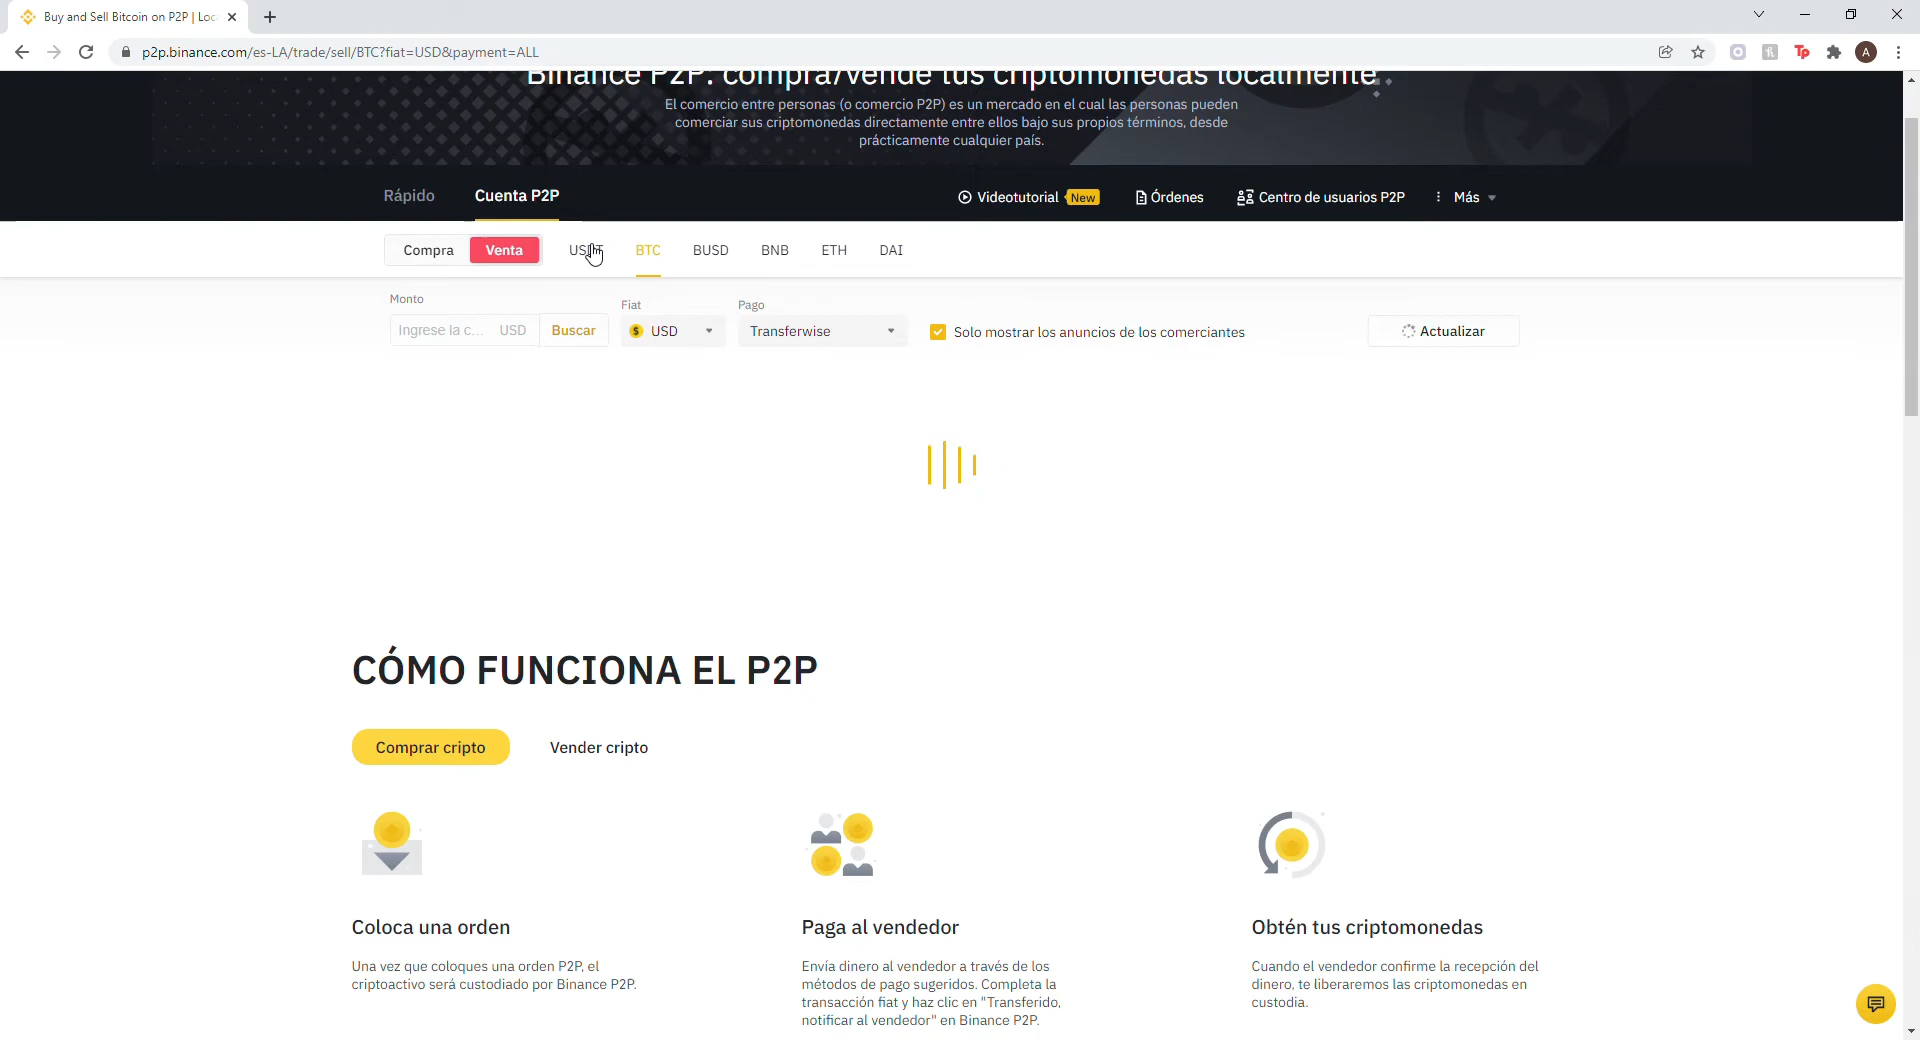 Buy and Sell Bitcoin on P2P | Loc
p2p.binance.com/es-LA/trade/sell/BTC?fiat=USD&payment=ALL
A
Binance P2P: compra/vende tus criptomonedas localmente
El comercio entre personas (o comercio P2P) es un mercado en el cual las personas pueden
comerciar sus criptomonedas directamente entre ellos bajo sus propios términos, desde
prácticamente cualquier país.
Rápido Cuenta P2P Videotutorial New Órdenes Centro de usuarios P2P Más
Compra Venta USDT BTC BUSD BNB ETH DAI
Monto Fiat Pago
Ingrese la c... USD Buscar $ USD Transferwise Solo mostrar los anuncios de los comerciantes Actualizar
CÓMO FUNCIONA EL P2P
Comprar cripto Vender cripto
Coloca una orden
Una vez que coloques una orden P2P, el
criptoactivo será custodiado por Binance P2P.
Paga al vendedor
Envía dinero al vendedor a través de los
métodos de pago sugeridos. Completa la
transacción fiat y haz clic en "Transferido,
notificar al vendedor" en Binance P2P.
Obtén tus criptomonedas
Cuando el vendedor confirme la recepción del
dinero, te liberaremos las criptomonedas en
custodia.